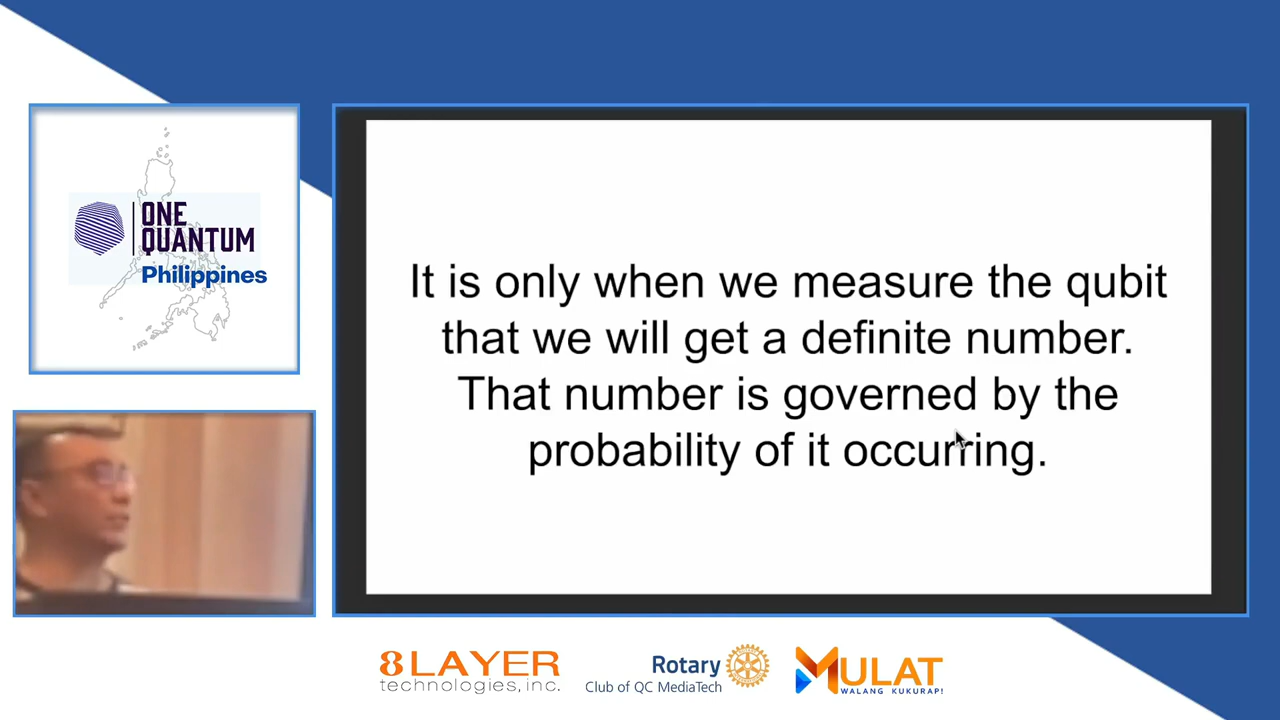 ONE
QUANTUM
Philippines
It is only when we measure the qubit
that we will get a definite number.
That number is governed by the
probability of it occurring.
8LAYER
technologies, inc.
Rotary
Club of QC MediaTech
MULAT
WALANG KUKURAP!